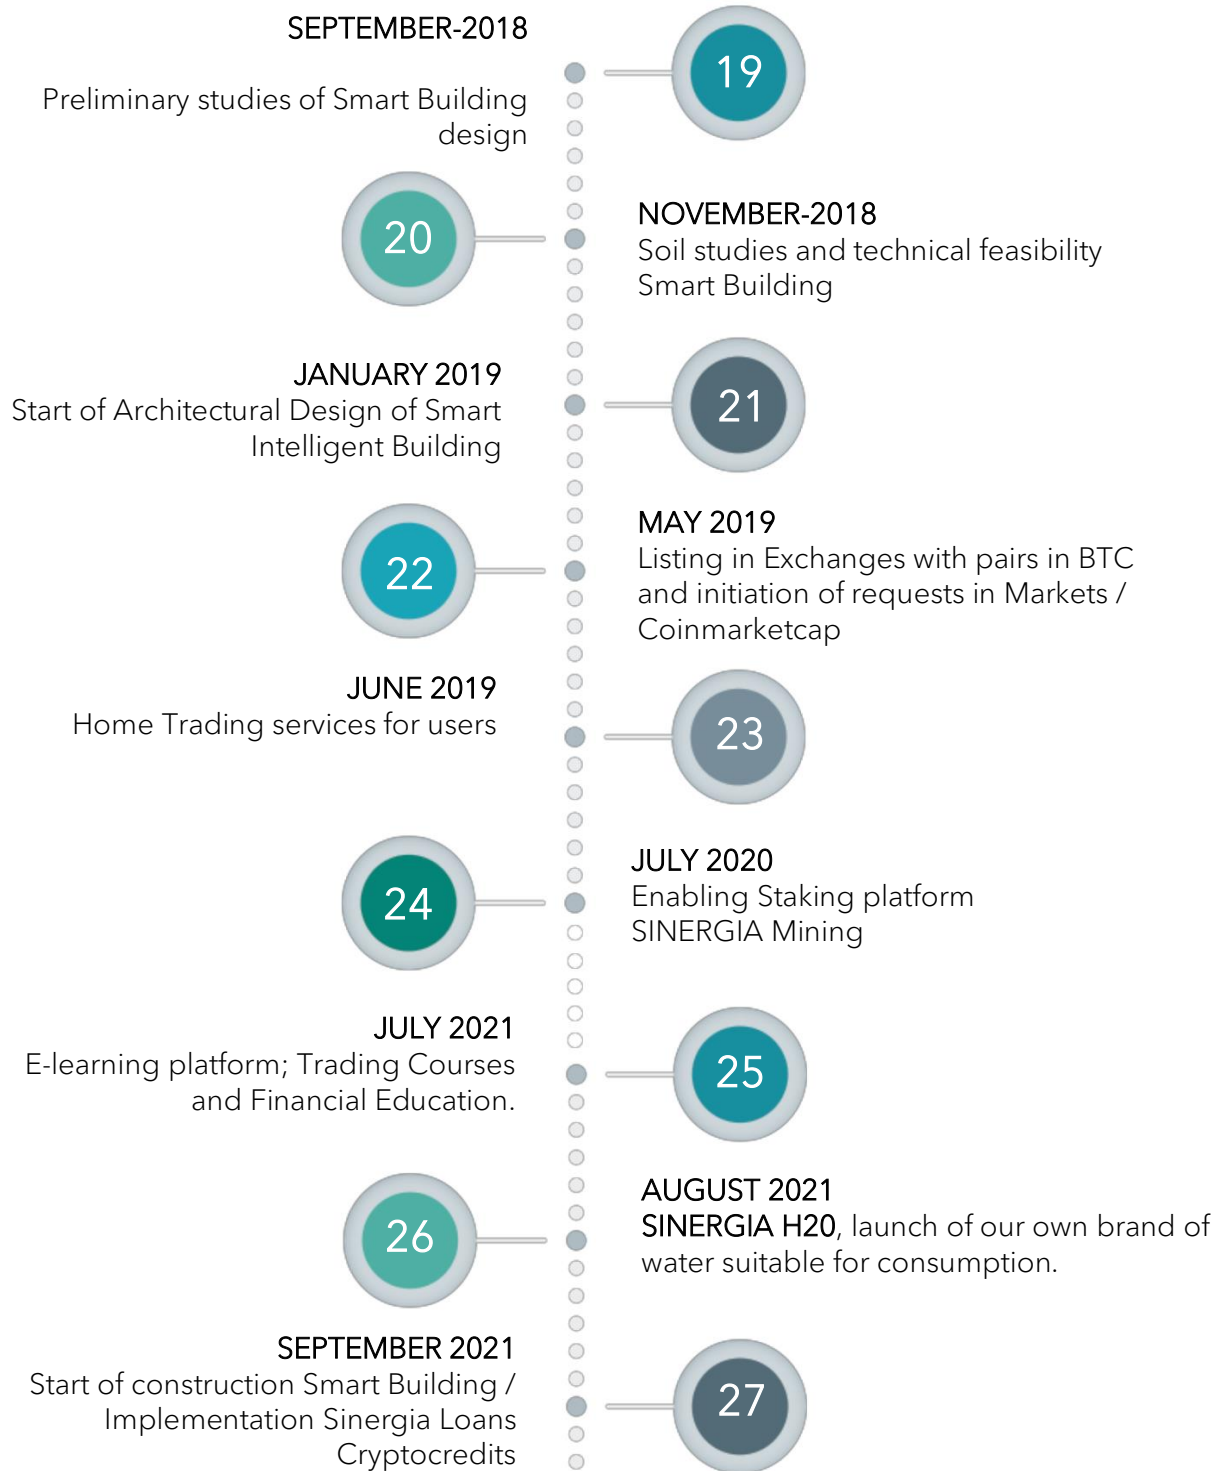 SEPTEMBER-2018
19
Preliminary studies of Smart Building
design
20
NOVEMBER-2018
Soil studies and technical feasibility
Smart Building
JANUARY 2019
Start of Architectural Design of Smart
Intelligent Building
21
22
MAY 2019
Listing in Exchanges with pairs in BTC
and initiation of requests in Markets /
Coinmarketcap
JUNE 2019
Home Trading services for users
23
24
JULY 2020
Enabling Staking platform
SINERGIA Mining
JULY 2021
E-learning platform; Trading Courses
and Financial Education.
25
26
AUGUST 2021
SINERGIA H20, launch of our own brand of
water suitable for consumption.
SEPTEMBER 2021
Start of construction Smart Building /
Implementation Sinergia Loans
Cryptocredits
27